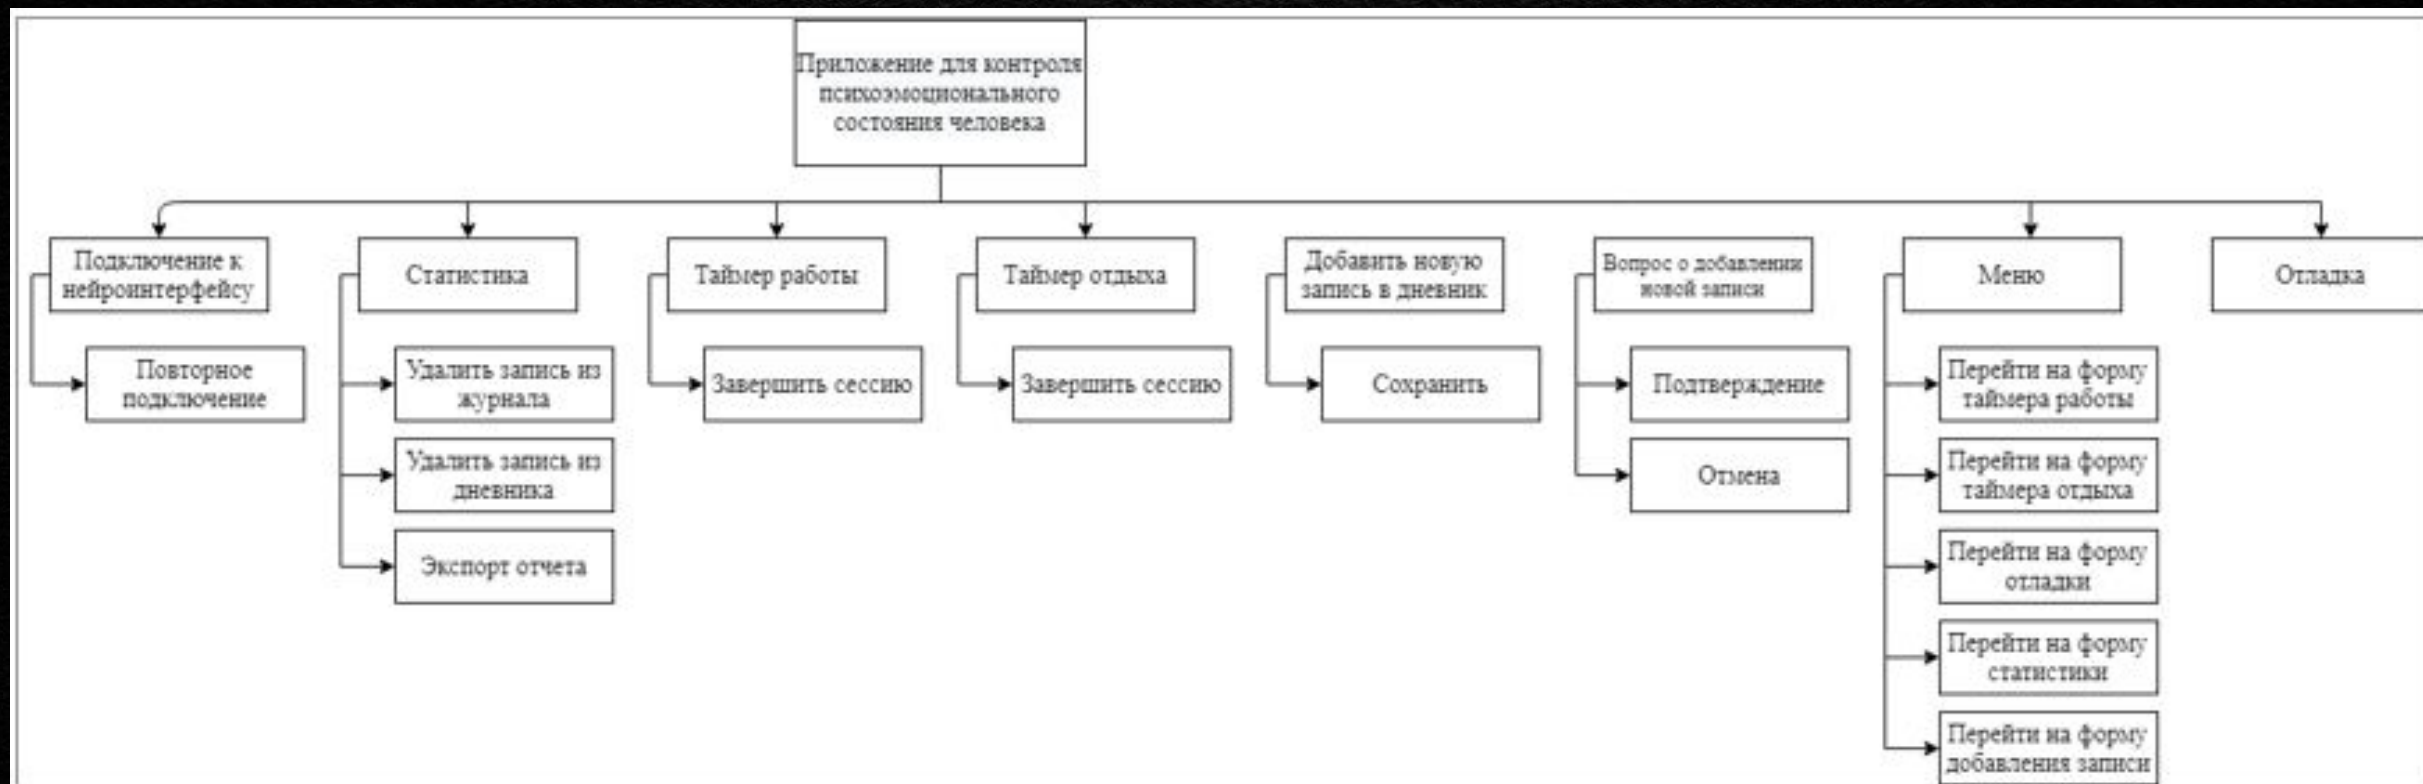 Приложение для контроля
психоэмоционального
состояния человека
Подключение к
нейроинтерфейсу
Повторное
подключение
Статистика
Удалить запись из
журнала
Удалить запись из
дневника
Экспорт отчета
Таймер работы
Завершить сессию
Таймер отдыха
Завершить сессию
Добавить новую
запись в дневник
Сохранить
Вопрос о добавлении
новой записи
Подтверждение
Отмена
Меню
Перейти на форму
таймера работы
Перейти на форму
таймера отдыха
Перейти на форму
отладки
Перейти на форму
статистики
Перейти на форму
добавления записи
Отладка